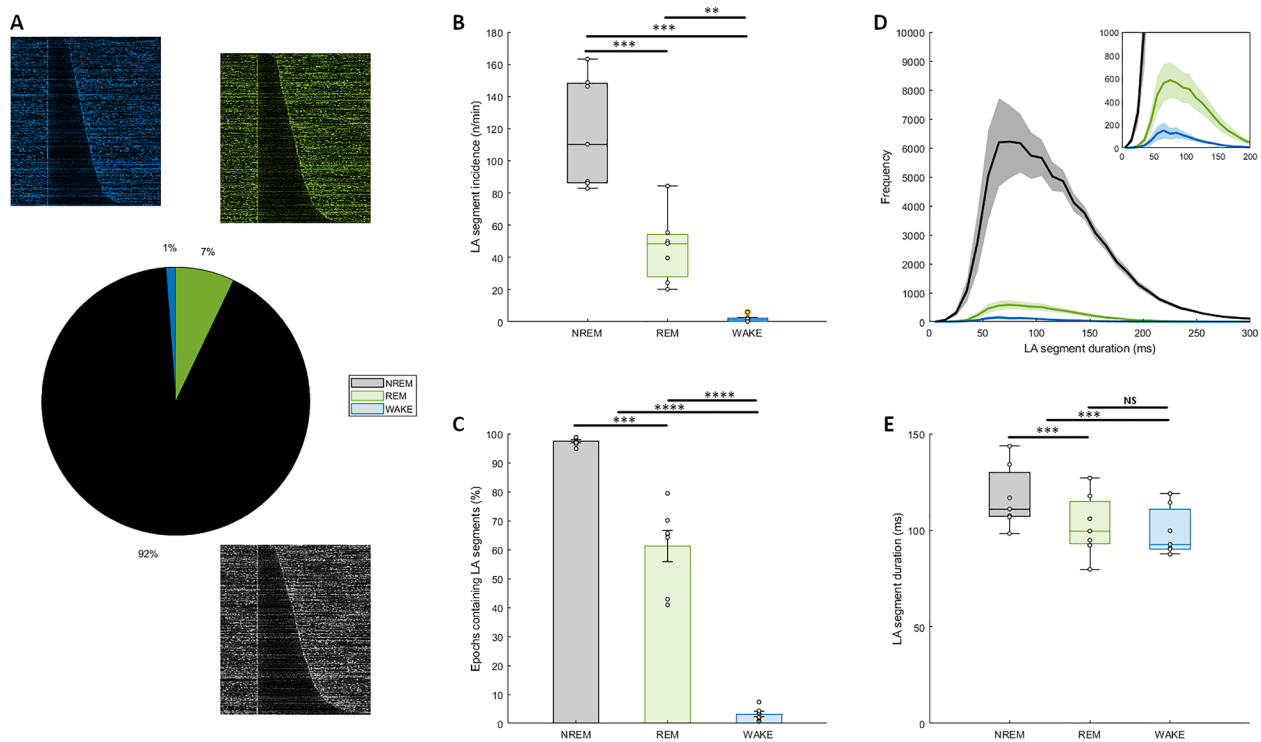 A
1%
7%
92%
NREM
REM
WAKE
B
**
***
***
LA segment incidence (n/min)
180
160
140
120
100
80
60
40
20
0
NREM REM WAKE
C
****
****
***
Epochs containing LA segments (%)
100
90
80
70
60
50
40
30
20
10
0
NREM REM WAKE
D
Frequency
10000
9000
8000
7000
6000
5000
4000
3000
2000
1000
0
0 50 100 150 200 250 300
LA segment duration (ms)
1000
800
600
400
200
0
0 50 100 150 200
E
NS
***
***
LA segment duration (ms)
150
100
50
0
NREM REM WAKE